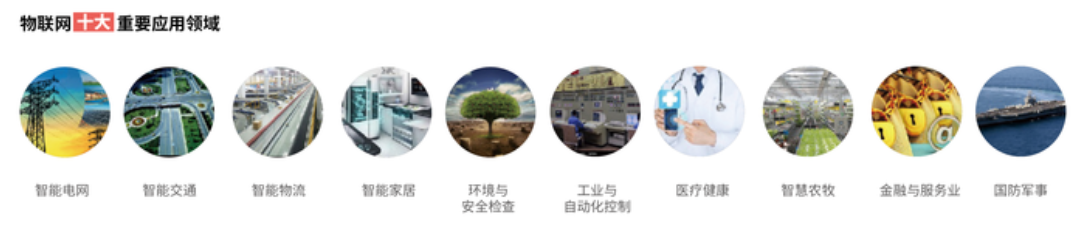 物联网十大重要应用领域
智能电网
智能交通
智能物流
智能家居
环境与
安全检查
工业与
自动化控制
医疗健康
智慧农牧
金融与服务业
国防军事